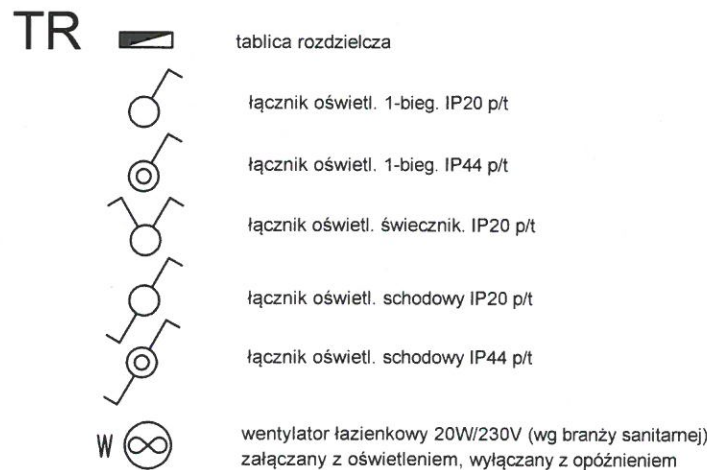 TR tablica rozdzielcza
łącznik oświetl. 1-bieg. IP20 p/t
łącznik oświetl. 1-bieg. IP44 p/t
łącznik oświetl. świecznik. IP20 p/t
łącznik oświetl. schodowy IP20 p/t
łącznik oświetl. schodowy IP44 p/t
W wentylator łazienkowy 20W/230V (wg branży sanitarnej)
załączany z oświetleniem, wyłączany z opóźnieniem